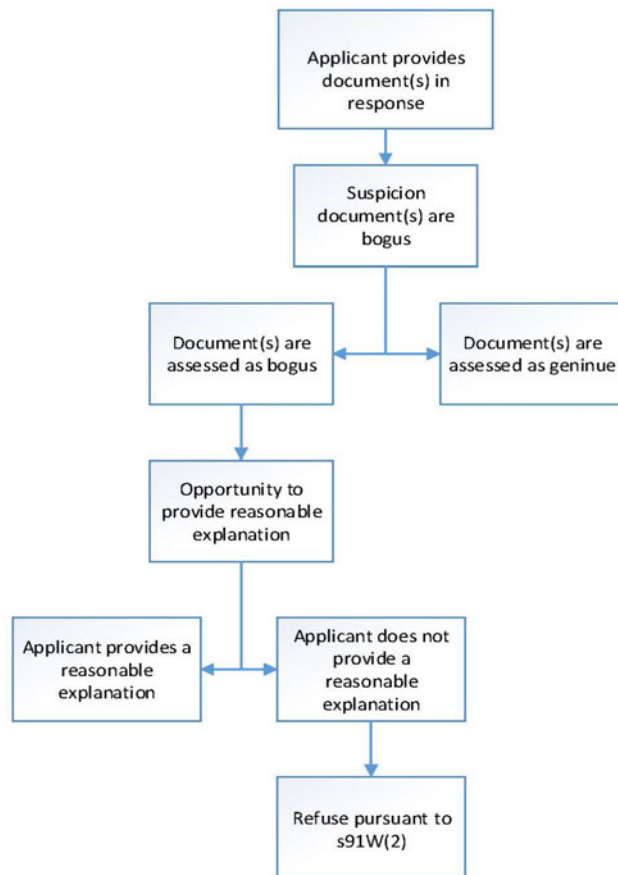 Applicant provides
document(s) in
response
Suspicion
document(s) are
bogus
Document(s) are
assessed as bogus
Document(s) are
assessed as geninue
Opportunity to
provide reasonable
explanation
Applicant provides a
reasonable
explanation
Applicant does not
provide a
reasonable
explanation
Refuse pursuant to
s91W(2)